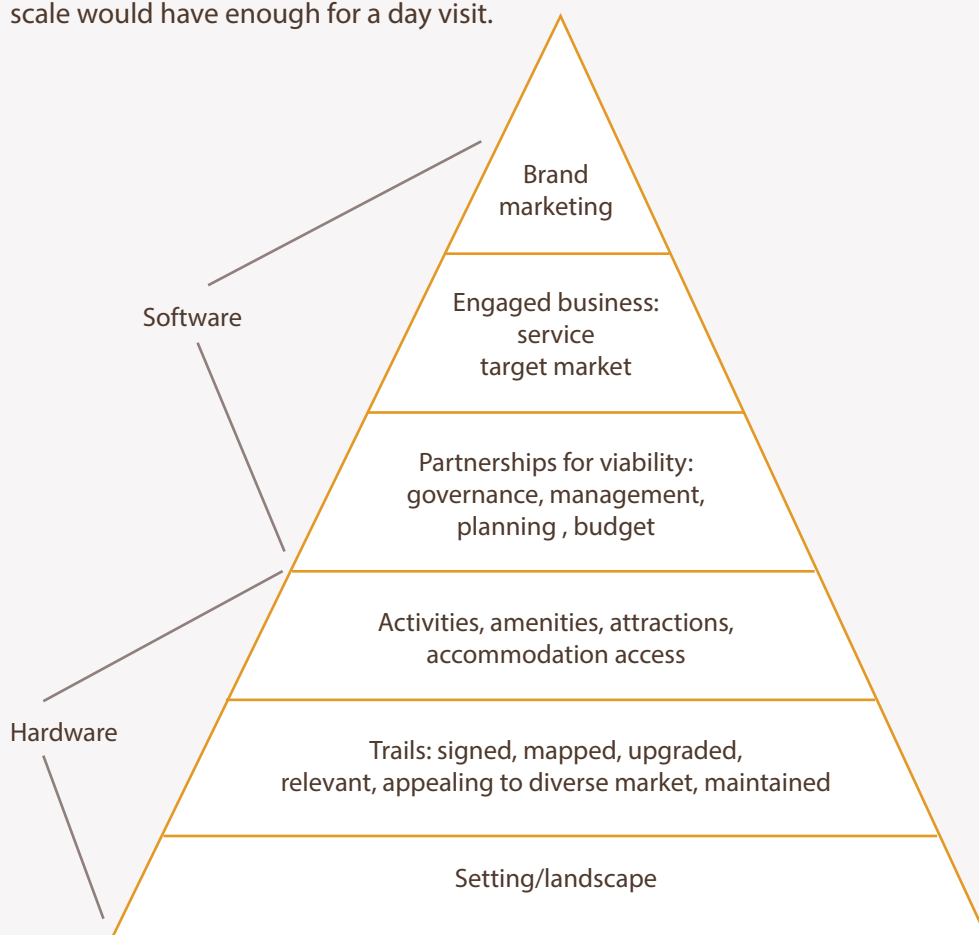 scale would have enough for a day visit.
Brand
marketing
Software
Engaged business:
service
target market
Partnerships for viability:
governance, management,
planning , budget
Activities, amenities, attractions,
accommodation access
Hardware
Trails: signed, mapped, upgraded,
relevant, appealing to diverse market, maintained
Setting/landscape